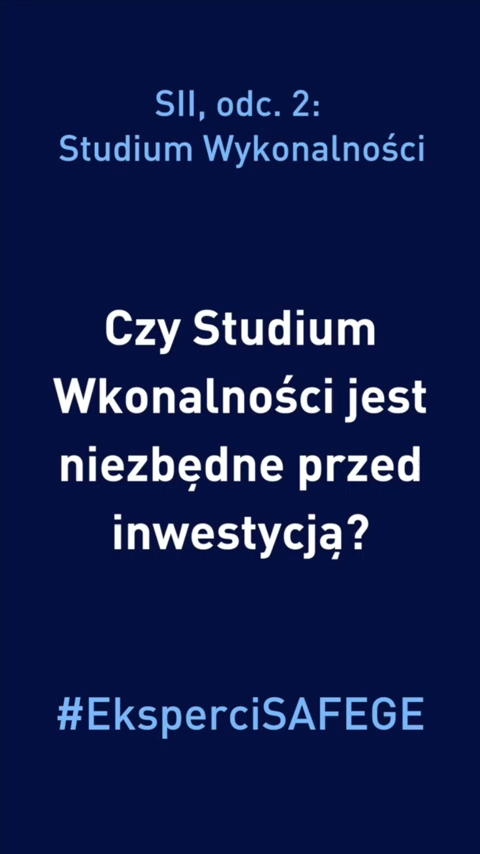 SII, odc. 2:
Studium Wykonalności
Czy Studium
Wkonalności jest
niezbędne przed
inwestycją?
#EksperciSAFEGE